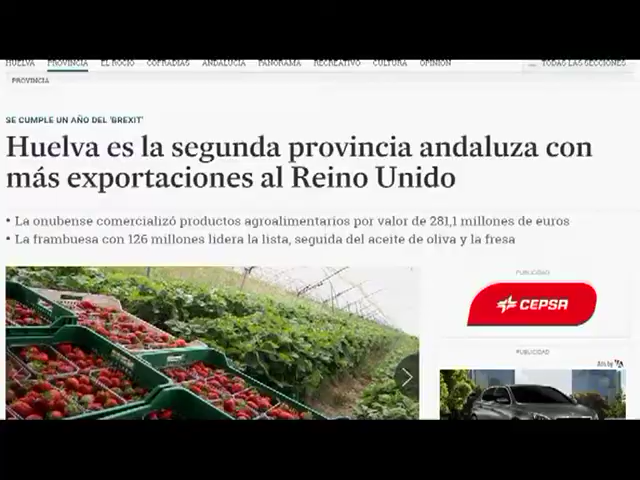 HUELVA PROVINCIA EL ROCÍO COFRADÍAS ANDALUCÍA PANORAMA RECREATIVO CULTURA OPINIÓN TODAS LAS SECCIONES
PROVINCIA
SE CUMPLE UN AÑO DEL 'BREXIT'
Huelva es la segunda provincia andaluza con
más exportaciones al Reino Unido
• La onubense comercializó productos agroalimentarios por valor de 281,1 millones de euros
• La frambuesa con 126 millones lidera la lista, seguida del aceite de oliva y la fresa
PUBLICIDAD
CEPSA
PUBLICIDAD
Ads by